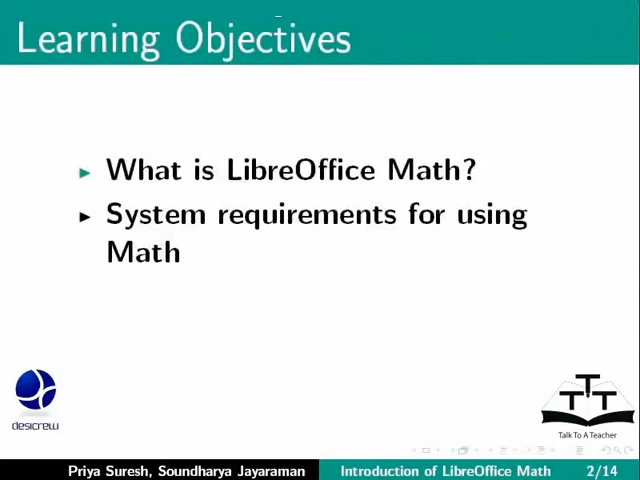 Learning Objectives
What is LibreOffice Math?
System requirements for using
Math
desicrew
T T T
Talk To A Teacher
Priya Suresh, Soundharya Jayaraman Introduction of LibreOffice Math 2/14